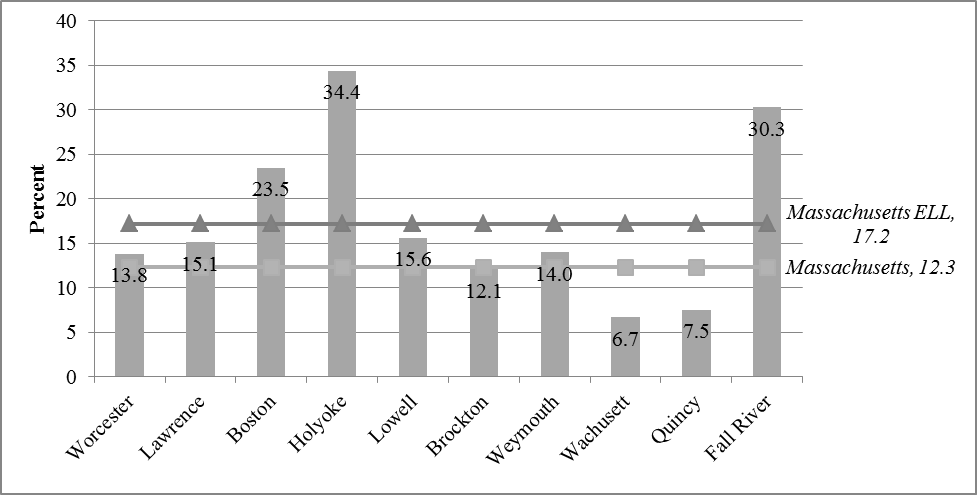 40
35
30
25
20
15
10
5
0
Percent
34.4
30.3
23.5
15.6
15.1
13.8
14.0
12.1
7.5
6.7
Massachusetts ELL,
17.2
Massachusetts, 12.3
Worcester
Lawrence
Boston
Holyoke
Lowell
Brockton
Weymouth
Wachusett
Quincy
Fall River